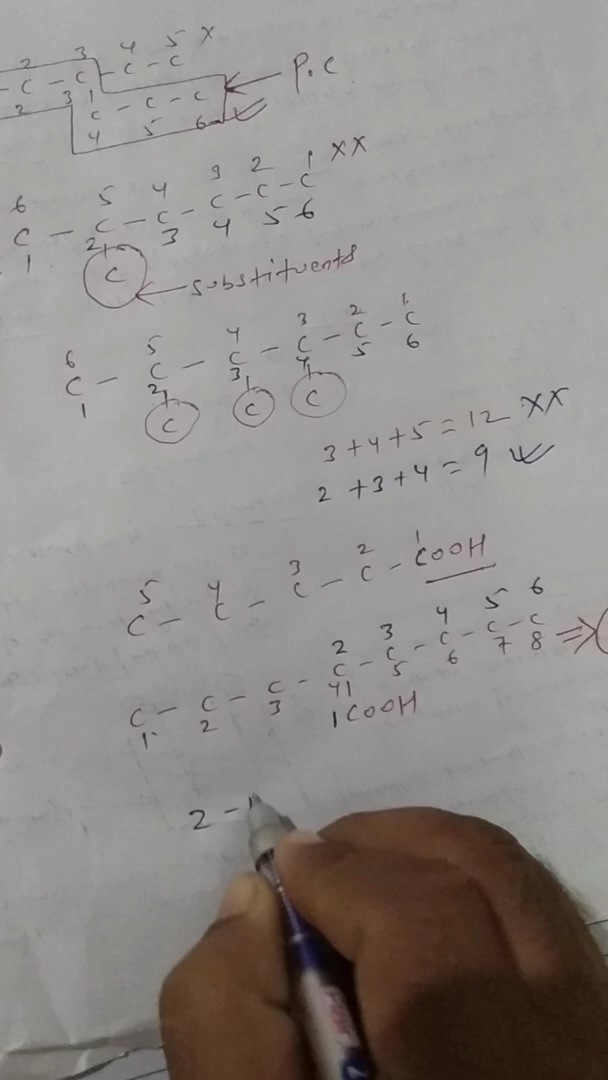 2 3 4 5 X
- C - C - C - C
2 3 1
C - C - C
4 5 6
P.C
6 5 4 3 2 1 XX
C - C - C - C - C - C
1 2 3 4 5 6
C
substituents
6 5 4 3 2 1
C - C - C - C - C - C
1 2 3 4 5 6
C C C
3+4+5=12 XX
2+3+4=9
5 4 3 2 1
C - C - C - C - COOH
2 3 4 5 6
C - C - C - C - C - C - C - C ⇒
1 2 3 4 5 6 7 8
1 COOH
2 -